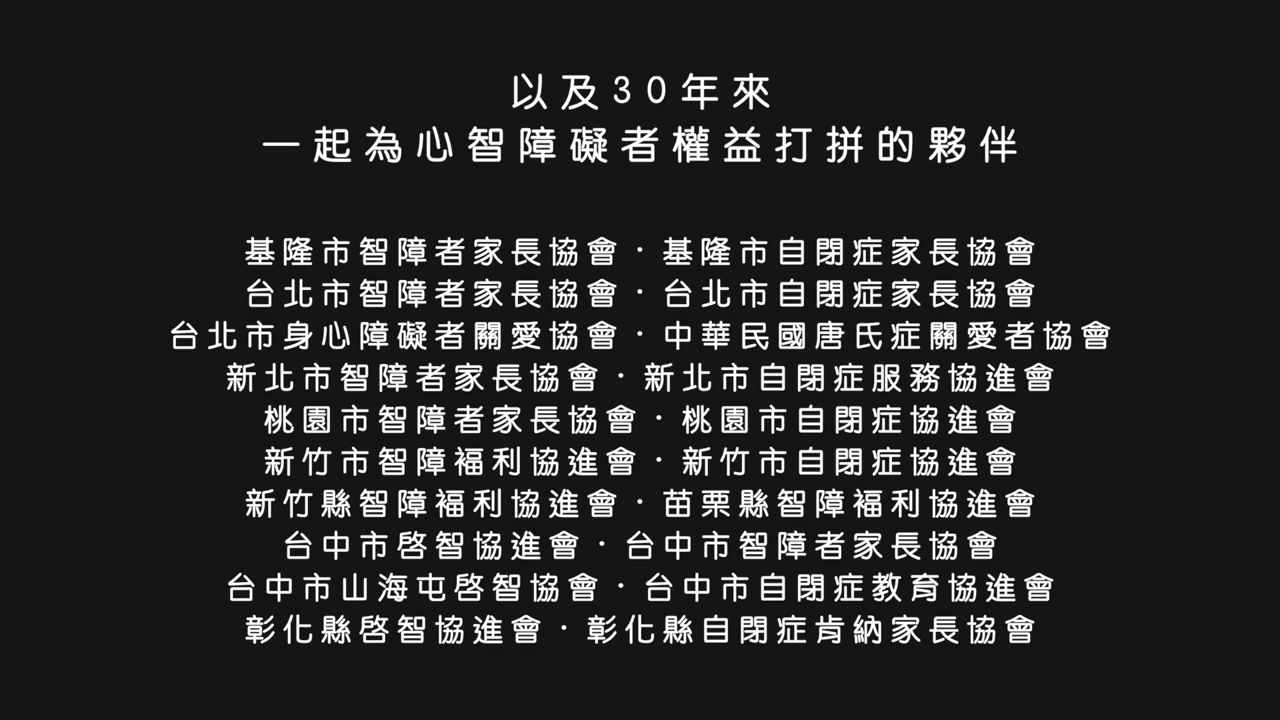 以及30年來
一起為心智障礙者權益打拼的夥伴
基隆市智障者家長協會·基隆市自閉症家長協會
台北市智障者家長協會·台北市自閉症家長協會
台北市身心障礙者關愛協會·中華民國唐氏症關愛者協會
新北市智障者家長協會·新北市自閉症服務協進會
桃園市智障者家長協會·桃園市自閉症協進會
新竹市智障福利協進會·新竹市自閉症協進會
新竹縣智障福利協進會·苗栗縣智障福利協進會
台中市啓智協進會·台中市智障者家長協會
台中市山海屯啓智協會·台中市自閉症教育協進會
彰化縣啓智協進會·彰化縣自閉症肯納家長協會